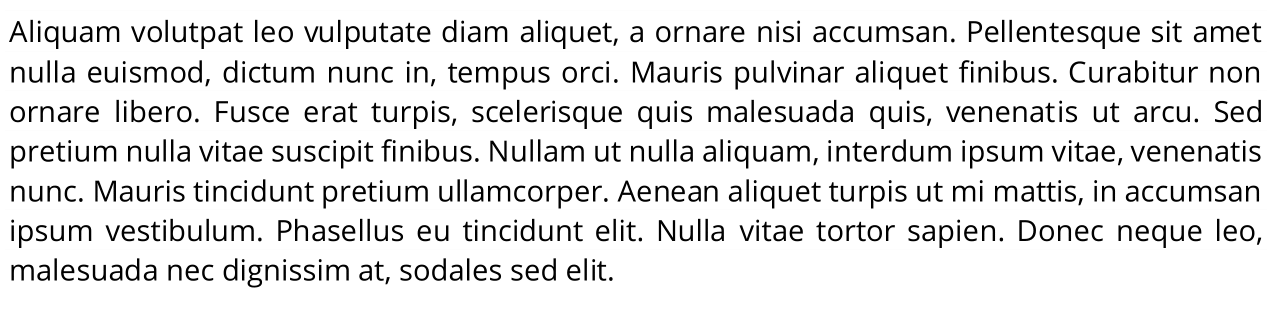 Aliquam volutpat leo vulputate diam aliquet, a ornare nisi accumsan. Pellentesque sit amet
nulla euismod, dictum nunc in, tempus orci. Mauris pulvinar aliquet finibus. Curabitur non
ornare libero. Fusce erat turpis, scelerisque quis malesuada quis, venenatis ut arcu. Sed
pretium nulla vitae suscipit finibus. Nullam ut nulla aliquam, interdum ipsum vitae, venenatis
nunc. Mauris tincidunt pretium ullamcorper. Aenean aliquet turpis ut mi mattis, in accumsan
ipsum vestibulum. Phasellus eu tincidunt elit. Nulla vitae tortor sapien. Donec neque leo,
malesuada nec dignissim at, sodales sed elit.